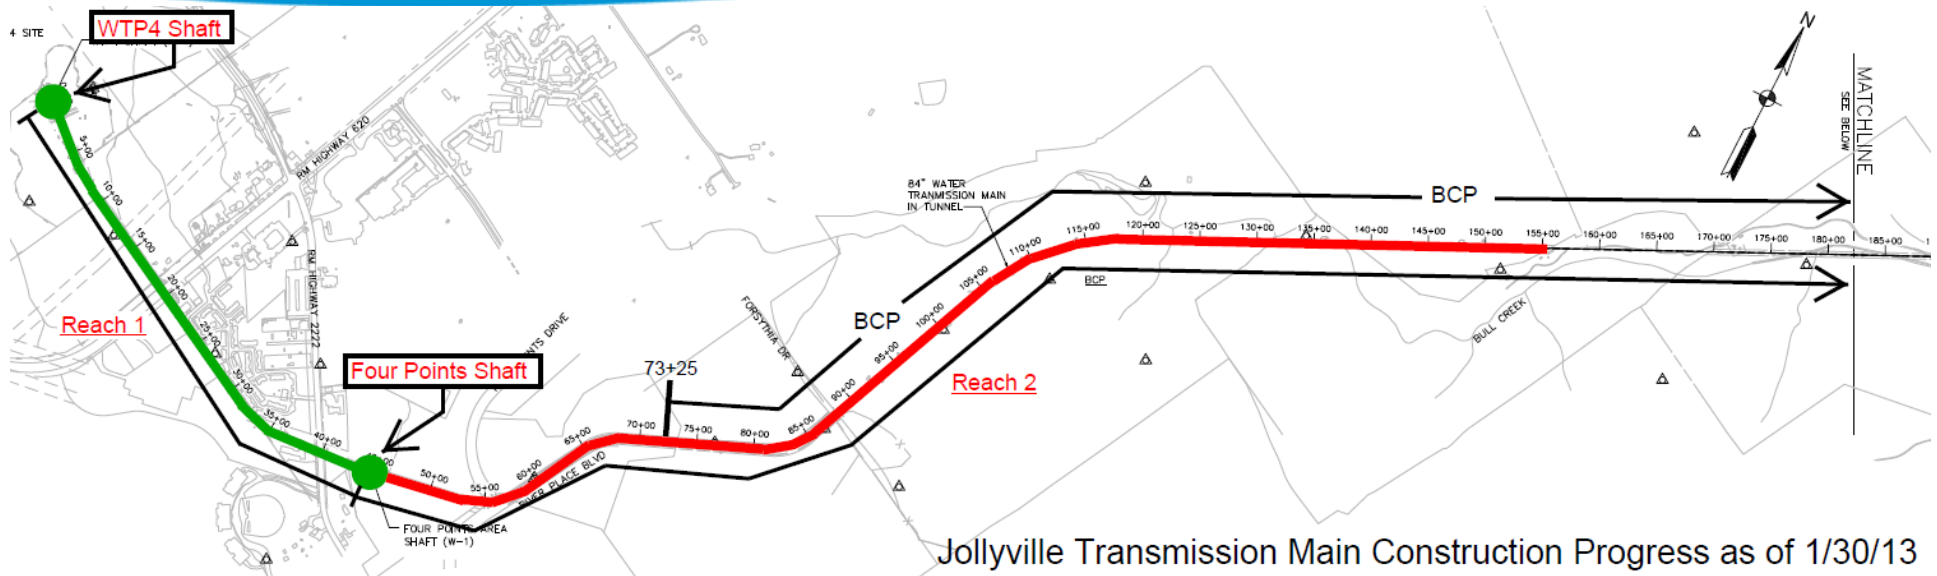 4 SITE
WTP4 Shaft
N
MATCHLINE
SEE BELOW
RM HIGHWAY 620
84" WATER
TRANMISSION MAIN
IN TUNNEL
BCP
5+00
10+00
15+00
20+00
25+00
30+00
35+00
40+00
50+00
55+00
60+00
65+00
70+00
75+00
80+00
85+00
90+00
95+00
100+00
105+00
110+00
115+00
120+00
125+00
130+00
135+00
140+00
145+00
150+00
155+00
160+00
165+00
170+00
175+00
180+00
185+00
RM HIGHWAY 2222
Reach 1
FORSYTHIA DR
BCP
BCP
BULL CREEK
POINTS DRIVE
Four Points Shaft
73+25
Reach 2
PLACE BLVD
FOUR POINTS AREA
SHAFT (W-1)
Jollyville Transmission Main Construction Progress as of 1/30/13